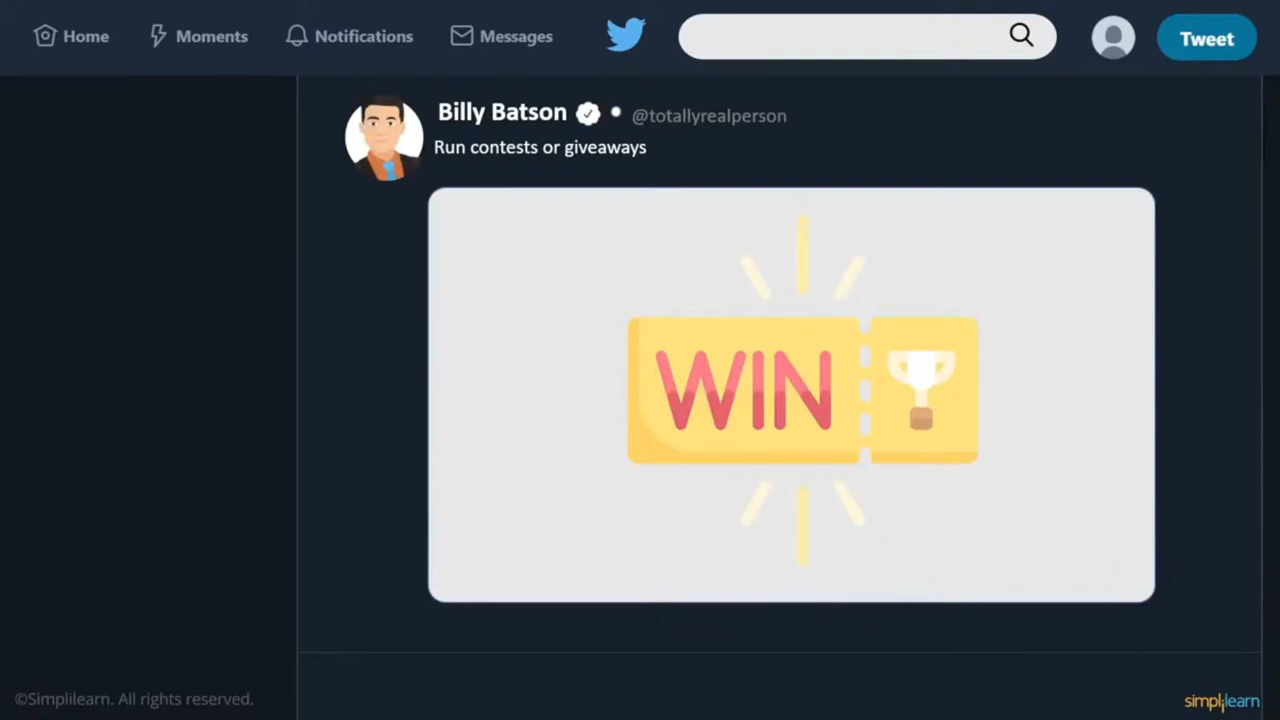 Home Moments Notifications Messages Tweet
Billy Batson @totallyrealperson
Run contests or giveaways
WIN
©Simplilearn. All rights reserved.
simplilearn